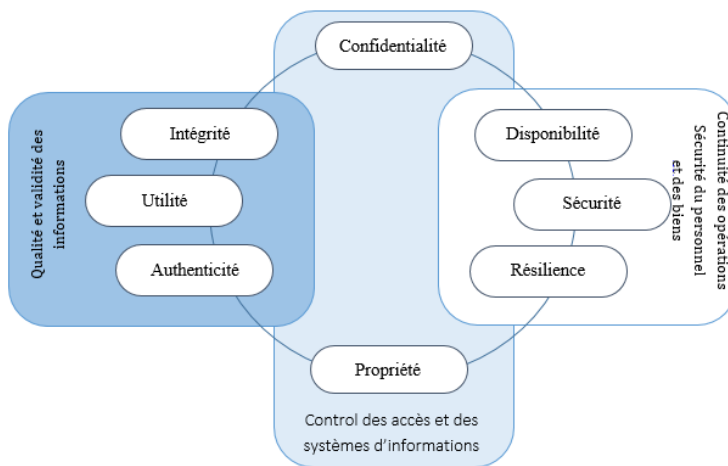 Confidentialité
Qualité et validité des
informations
Intégrité
Utilité
Authenticité
Disponibilité
Sécurité
Résilience
Continuité des opérations
Sécurité du personnel
et des biens
Propriété
Control des accès et des
systèmes d'informations